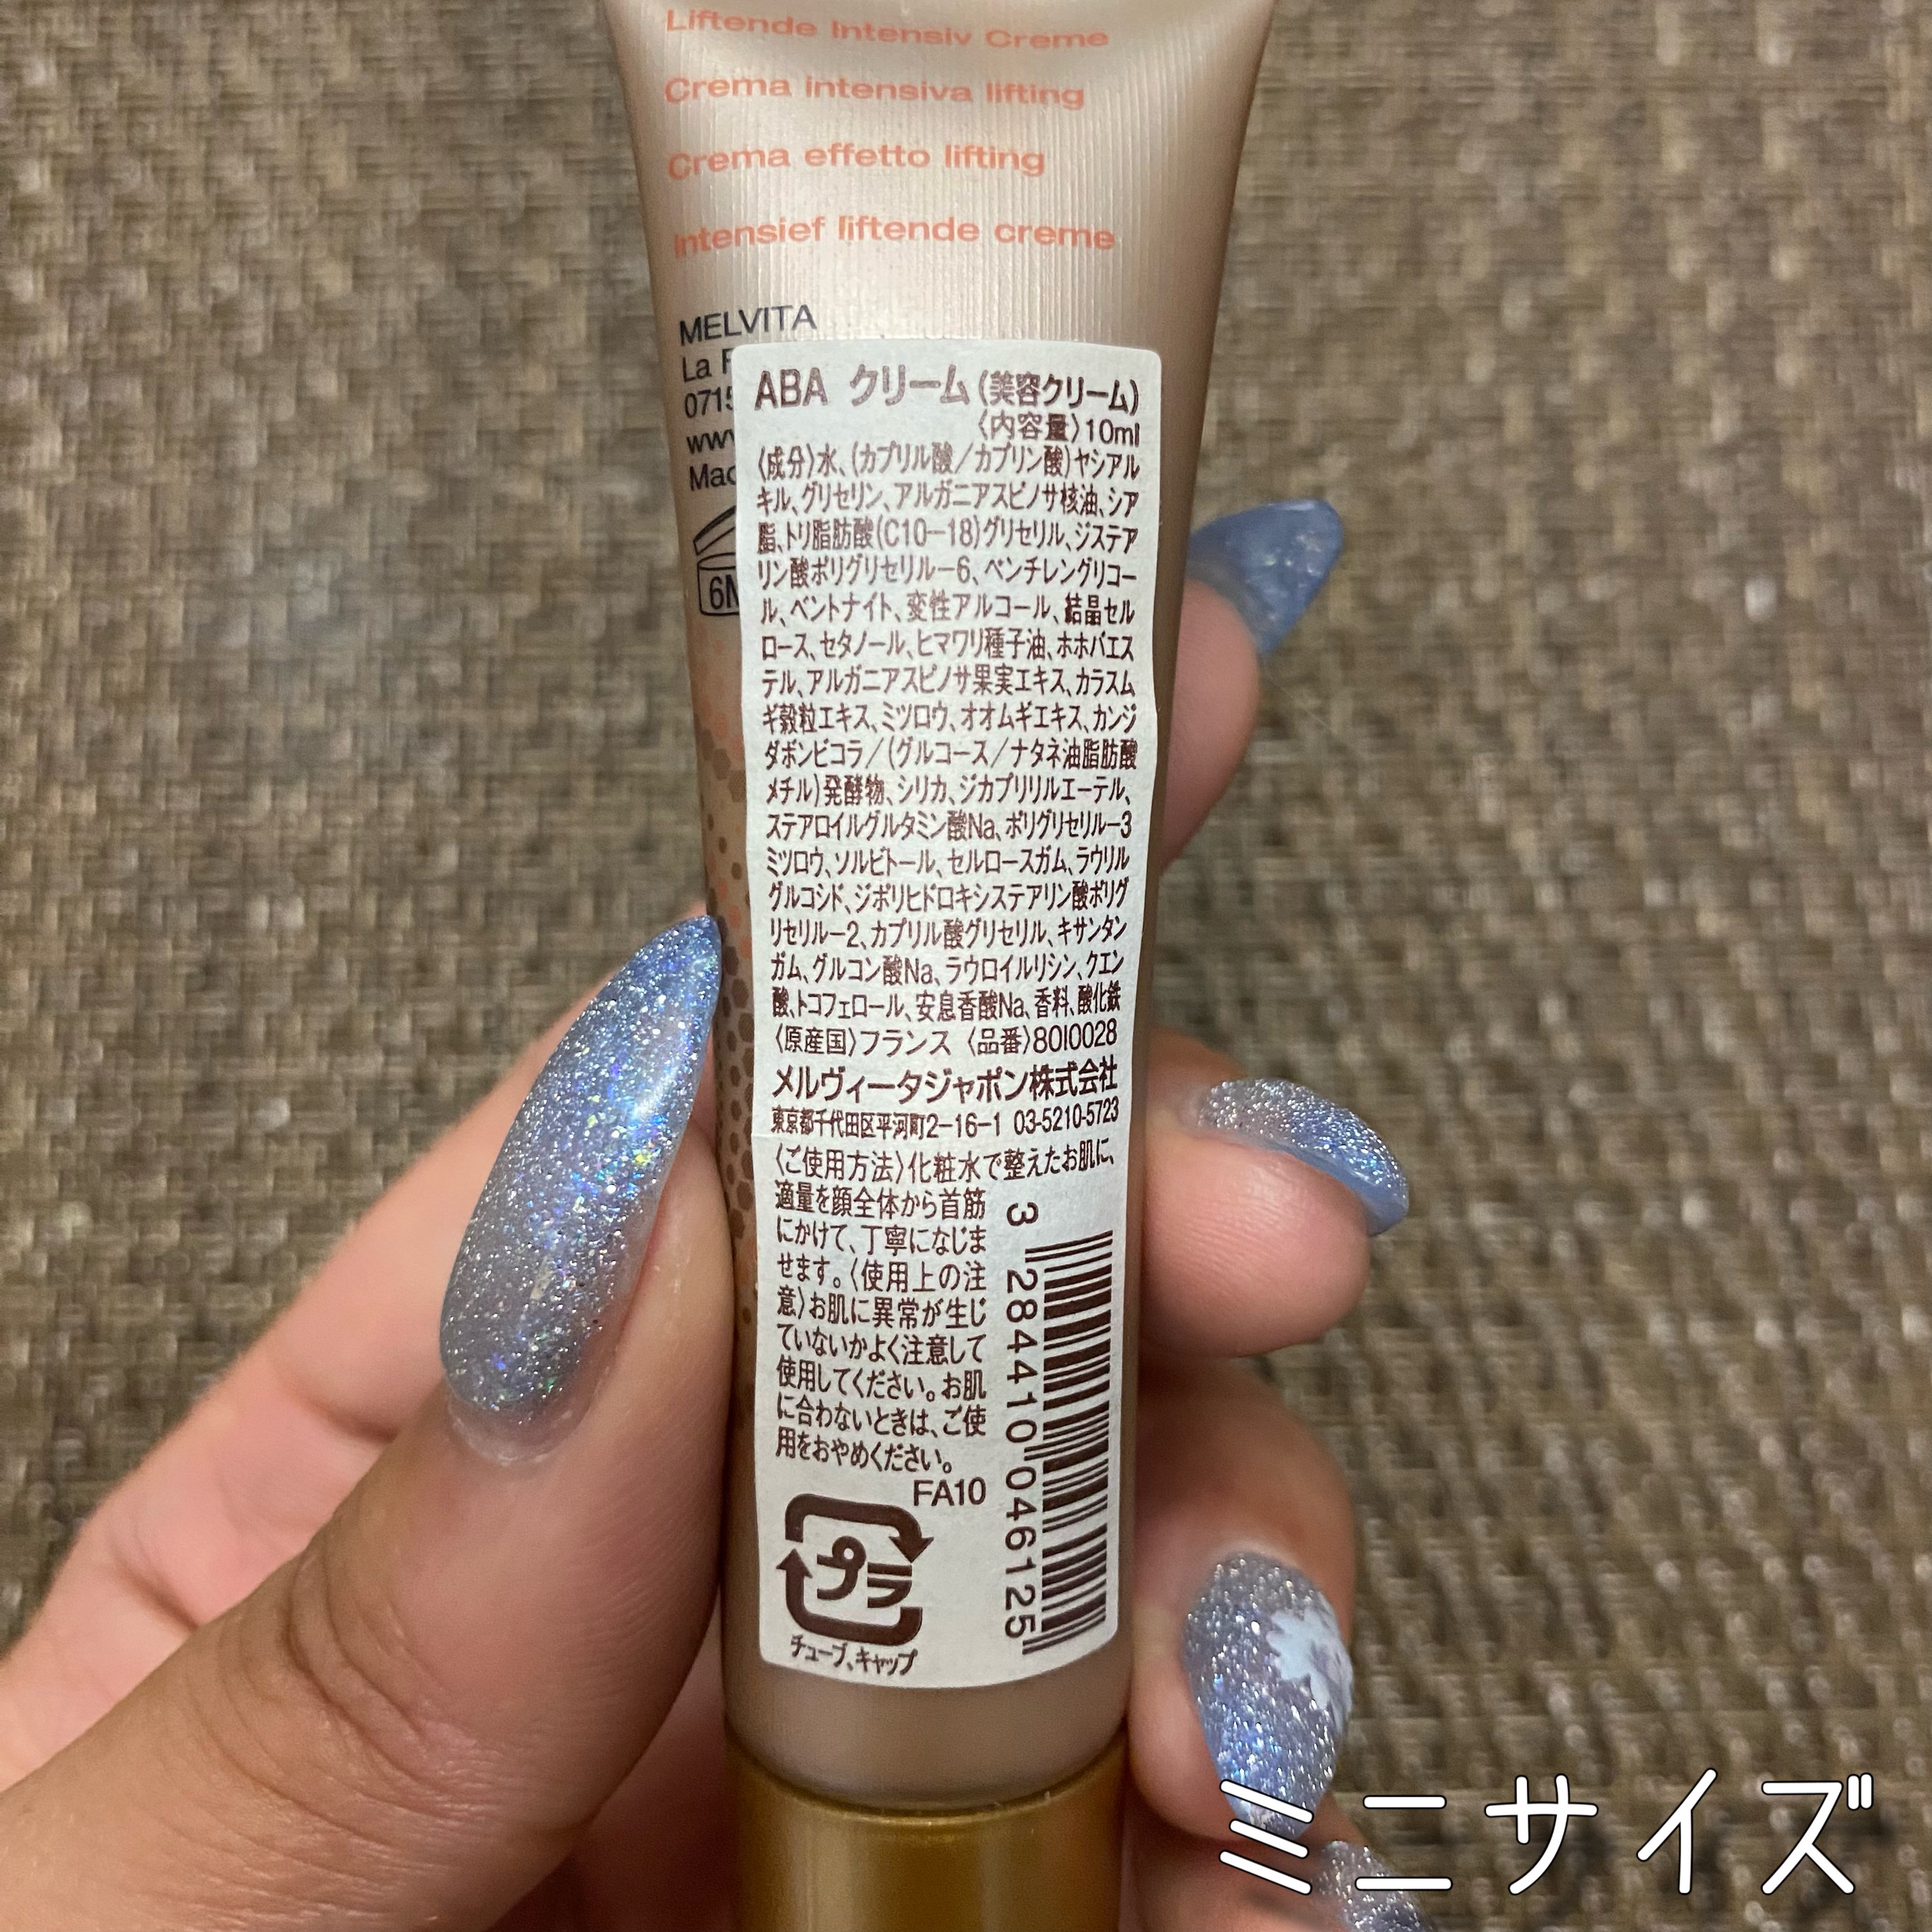 Liftende Intensiv Creme
Crema intensiva lifting
Crema effetto lifting
Intensief liftende creme
MELVITA
La
0715
www
ABA クリーム(美容クリーム)
〈内容量〉10ml
〈成分〉水、(カプリル酸/カプリン酸)ヤシアル
キル、グリセリン、アルガニアスピノサ核油、シア
脂、トリ脂肪酸(C10-18)グリセリル、ジステア
リン酸ポリグリセリル-6、ペンチレングリコー
ル、ベントナイト、変性アルコール、結晶セル
ロース、セタノール、ヒマワリ種子油、ホホバエス
テル、アルガニアスピノサ果実エキス、カラスム
ギ穀粒エキス、ミツロウ、オオムギエキス、カンジ
ダボンビコラ/(グルコース/ナタネ油脂肪酸
メチル)発酵物、シリカ、ジカプリリルエーテル、
ステアロイルグルタミン酸Na、ポリグリセリル-3
ミツロウ、ソルビトール、セルロースガム、ラウリル
グルコシド、ジポリヒドロキシステアリン酸ポリグ
リセリル-2、カプリル酸グリセリル、キサンタン
ガム、グルコン酸Na、ラウロイルリシン、クエン
酸、トコフェロール、安息香酸Na、香料、酸化鉄
〈原産国〉フランス 〈品番〉80I0028
メルヴィータジャポン株式会社
東京都千代田区平河町2-16-1 03-5210-5723
〈ご使用方法〉化粧水で整えたお肌に、
適量を顔全体から首筋
にかけて、丁寧になじま
せます。〈使用上の注
意〉お肌に異常が生じ
ていないかよく注意して
使用してください。お肌
に合わないときは、ご使
用をおやめください。
FA10
プラ
チューブ、キャップ
3 284410 046125
ミニサイズ